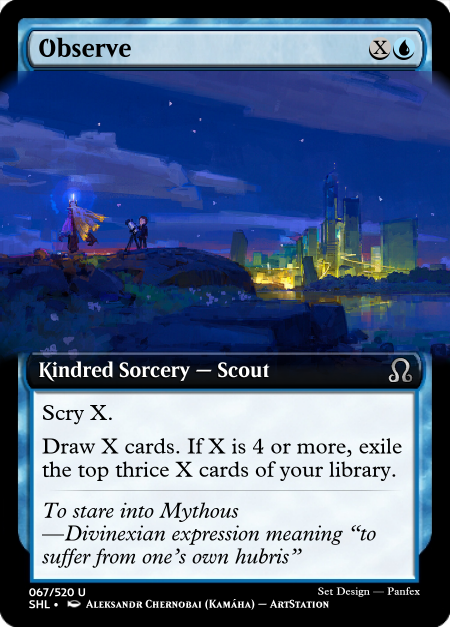 Observe X
Kindred Sorcery — Scout
Scry X.
Draw X cards. If X is 4 or more, exile
the top thrice X cards of your library.
To stare into Mythous
—Divinexian expression meaning “to
suffer from one’s own hubris”
067/520 U Set Design — Panfex
SHL • Aleksandr Chernobai (Kamáha) — ArtStation